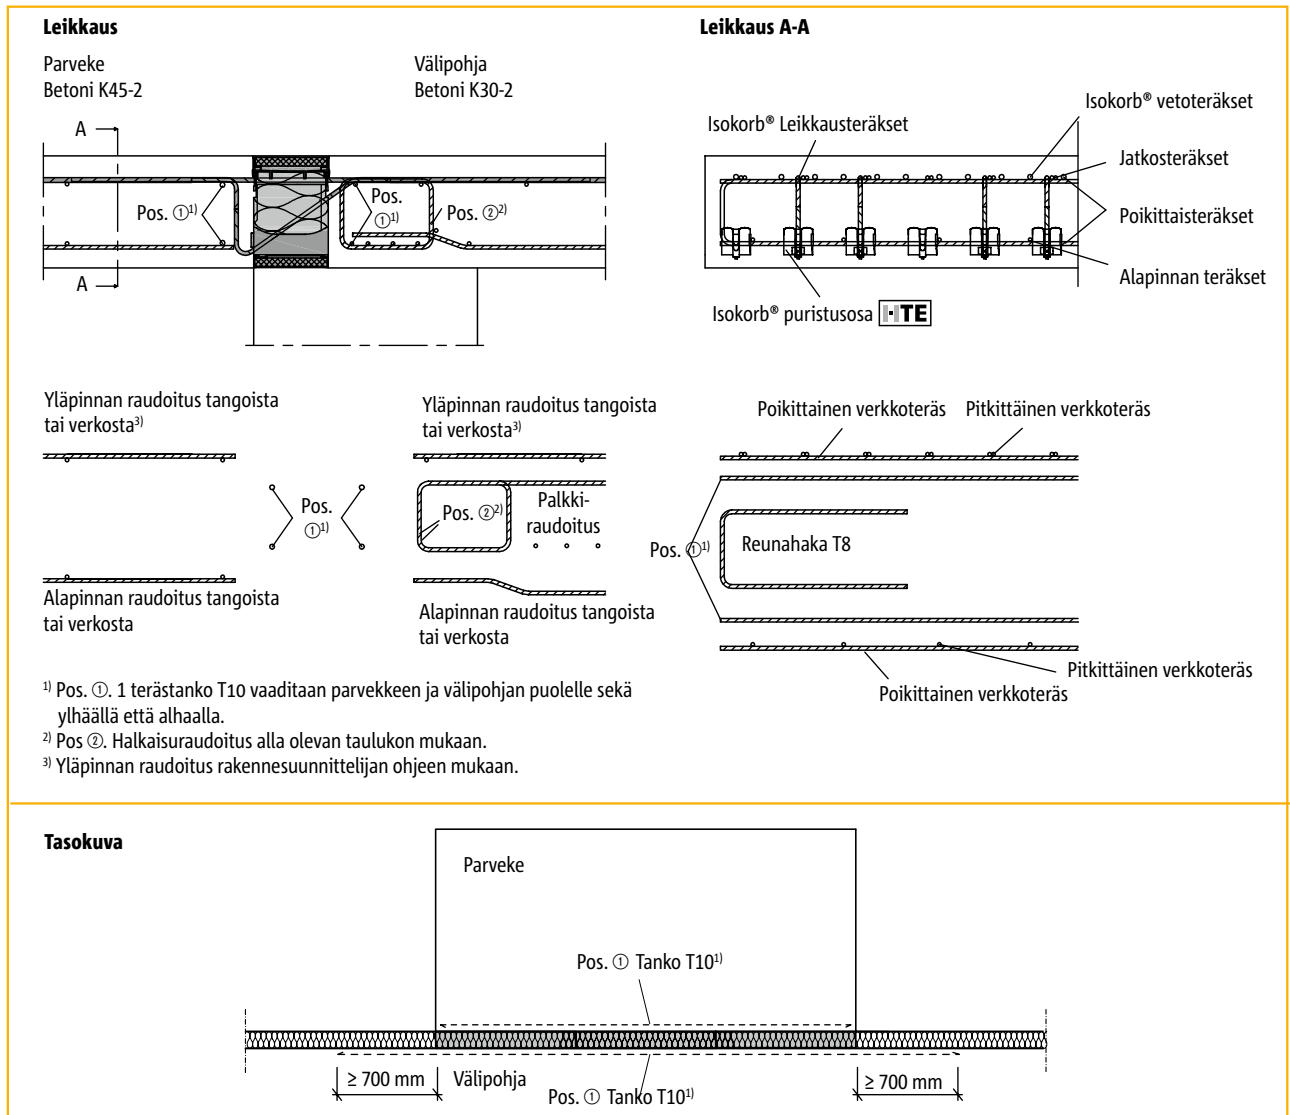 Leikkaus
Parveke
Betoni K45-2
Välipohja
Betoni K30-2
A
A
Pos. ①¹⁾
Pos.
①¹⁾
Pos. ②²⁾
Leikkaus A-A
Isokorb® Leikkausteräkset
Isokorb® vetoteräkset
Jatkosteräkset
Poikittaisteräkset
Alapinnan teräkset
Isokorb® puristusosa HTE
Yläpinnan raudoitus tangoista
tai verkosta³⁾
Pos.
①¹⁾
Alapinnan raudoitus tangoista
tai verkosta
Yläpinnan raudoitus tangoista
tai verkosta³⁾
Pos. ②²⁾
Palkki-
raudoitus
Alapinnan raudoitus tangoista
tai verkosta
Poikittainen verkkoteräs
Pitkittäinen verkkoteräs
Pos. ①¹⁾
Reunahaka T8
Pitkittäinen verkkoteräs
Poikittainen verkkoteräs
¹⁾ Pos. ①. 1 terästanko T10 vaaditaan parvekkeen ja välipohjan puolelle sekä
ylhäällä että alhaalla.
²⁾ Pos ②. Halkaisuraudoitus alla olevan taulukon mukaan.
³⁾ Yläpinnan raudoitus rakennesuunnittelijan ohjeen mukaan.
Tasokuva
Parveke
Pos. ① Tanko T10¹⁾
≥ 700 mm
Välipohja
≥ 700 mm
Pos. ① Tanko T10¹⁾